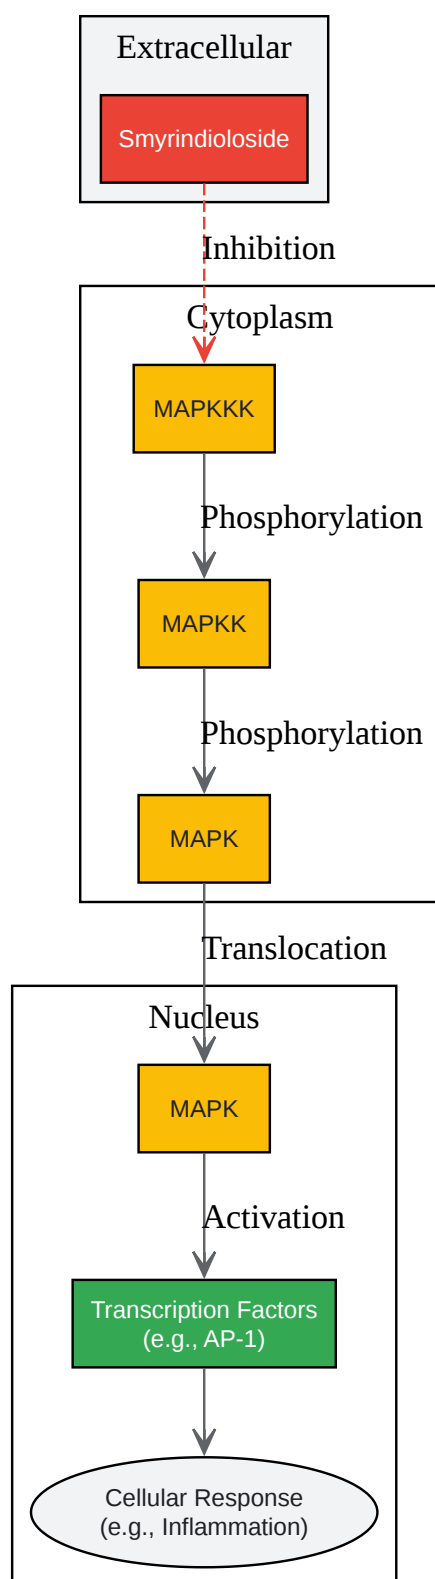 Extracellular
Smyrindioloside
Inhibition
Cytoplasm
MAPKKK
Phosphorylation
MAPKK
Phosphorylation
MAPK
Translocation
Nucleus
MAPK
Activation
Transcription Factors
(e.g., AP-1)
Cellular Response
(e.g., Inflammation)